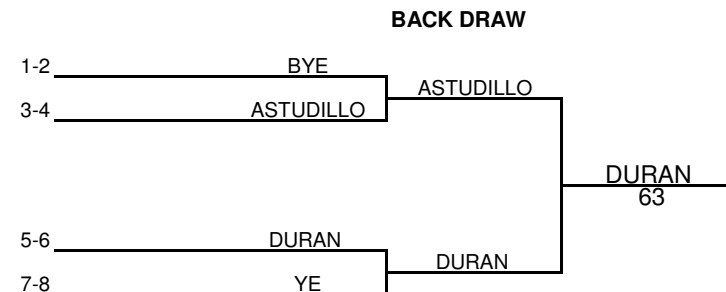 BACK DRAW
1-2 BYE
ASTUDILLO
3-4 ASTUDILLO
DURAN
63
5-6 DURAN
DURAN
7-8 YE